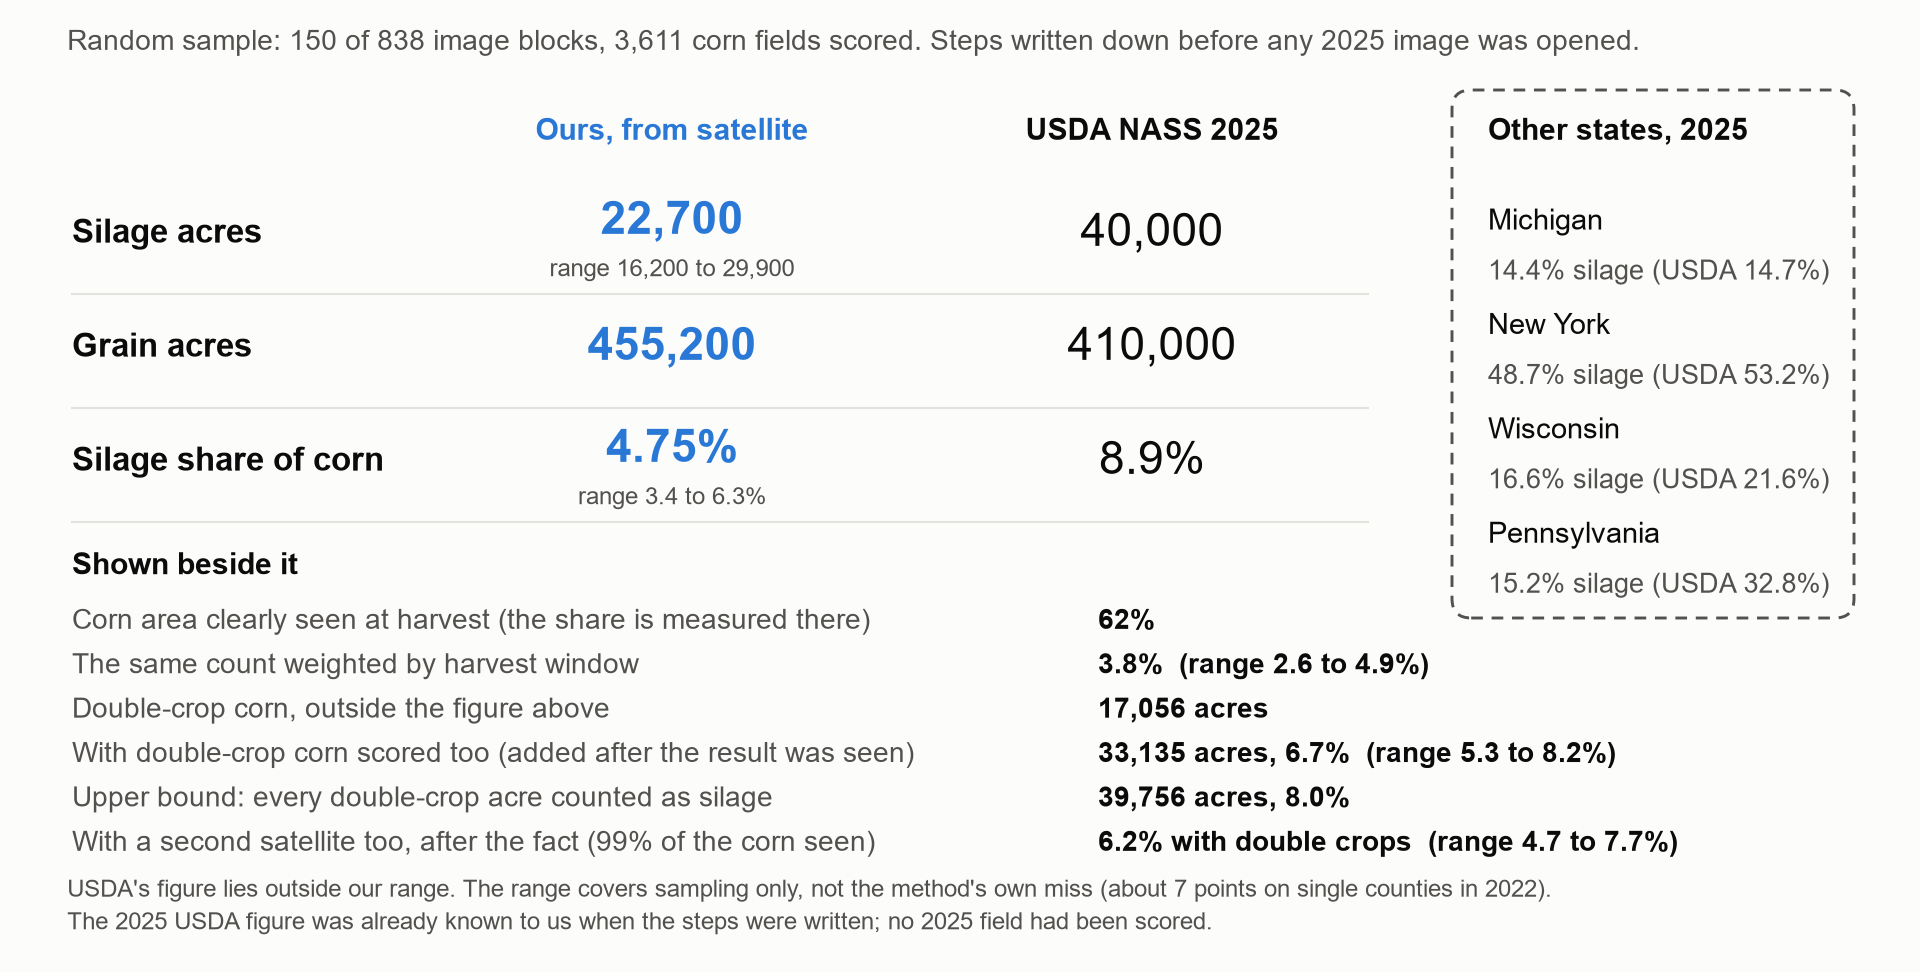 Random sample: 150 of 838 image blocks, 3,611 corn fields scored. Steps written down before any 2025 image was opened.
Ours, from satellite
USDA NASS 2025
Silage acres
22,700
range 16,200 to 29,900
40,000
Grain acres
455,200
410,000
Silage share of corn
4.75%
range 3.4 to 6.3%
8.9%
Other states, 2025
Michigan
14.4% silage (USDA 14.7%)
New York
48.7% silage (USDA 53.2%)
Wisconsin
16.6% silage (USDA 21.6%)
Pennsylvania
15.2% silage (USDA 32.8%)
Shown beside it
Corn area clearly seen at harvest (the share is measured there) 62%
The same count weighted by harvest window 3.8% (range 2.6 to 4.9%)
Double-crop corn, outside the figure above 17,056 acres
With double-crop corn scored too (added after the result was seen) 33,135 acres, 6.7% (range 5.3 to 8.2%)
Upper bound: every double-crop acre counted as silage 39,756 acres, 8.0%
With a second satellite too, after the fact (99% of the corn seen) 6.2% with double crops (range 4.7 to 7.7%)
USDA's figure lies outside our range. The range covers sampling only, not the method's own miss (about 7 points on single counties in 2022).
The 2025 USDA figure was already known to us when the steps were written; no 2025 field had been scored.